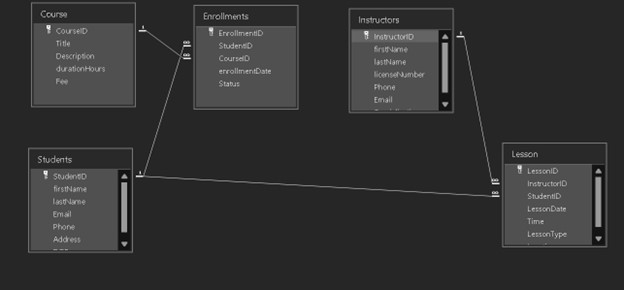 Course
CourseID
Title
Description
durationHours
Fee
Enrollments
EnrollmentID
StudentID
CourseID
enrollmentDate
Status
Instructors
InstructorID
firstName
lastName
licenseNumber
Phone
Email
Students
StudentID
firstName
lastName
Email
Phone
Address
Lesson
LessonID
InstructorID
StudentID
LessonDate
Time
LessonType
1
∞
∞
1
1
∞
∞